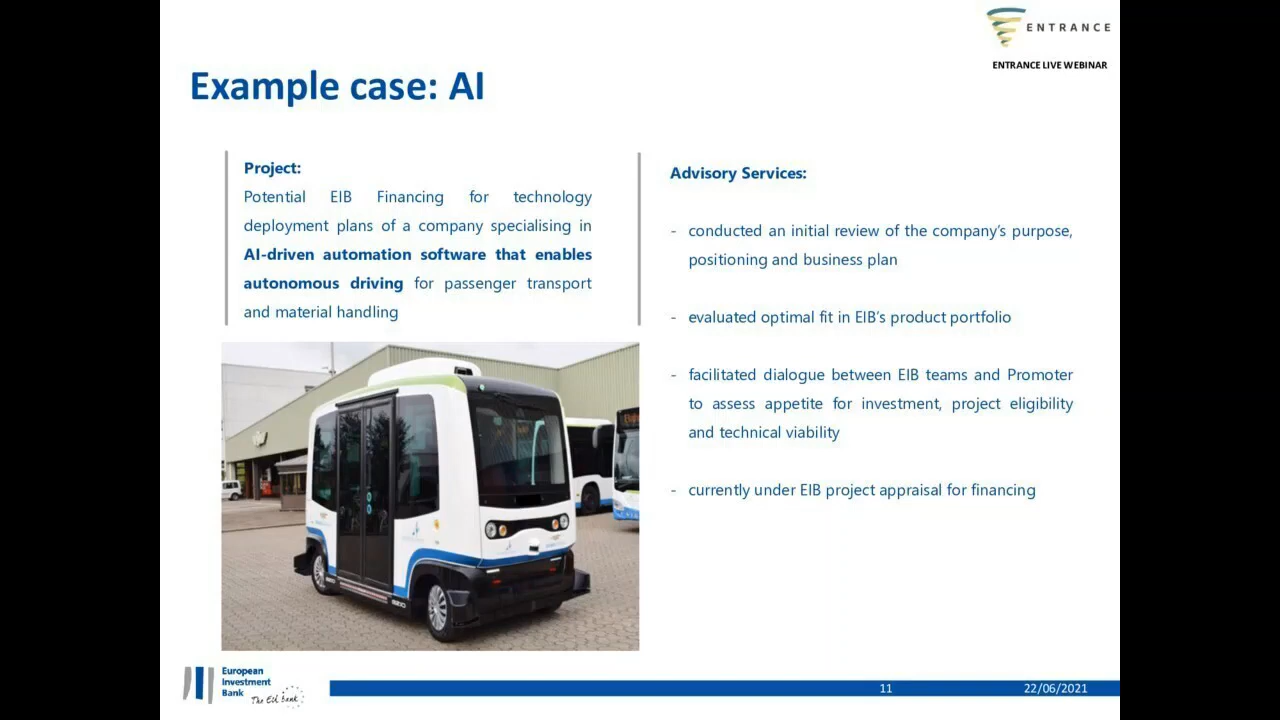 ENTRANCE
ENTRANCE LIVE WEBINAR
Example case: AI
Project:
Potential EIB Financing for technology
deployment plans of a company specialising in
AI-driven automation software that enables
autonomous driving for passenger transport
and material handling
Advisory Services:
- conducted an initial review of the company's purpose,
positioning and business plan
- evaluated optimal fit in EIB's product portfolio
- facilitated dialogue between EIB teams and Promoter
to assess appetite for investment, project eligibility
and technical viability
- currently under EIB project appraisal for financing
European
Investment
Bank
The EU bank
11
22/06/2021